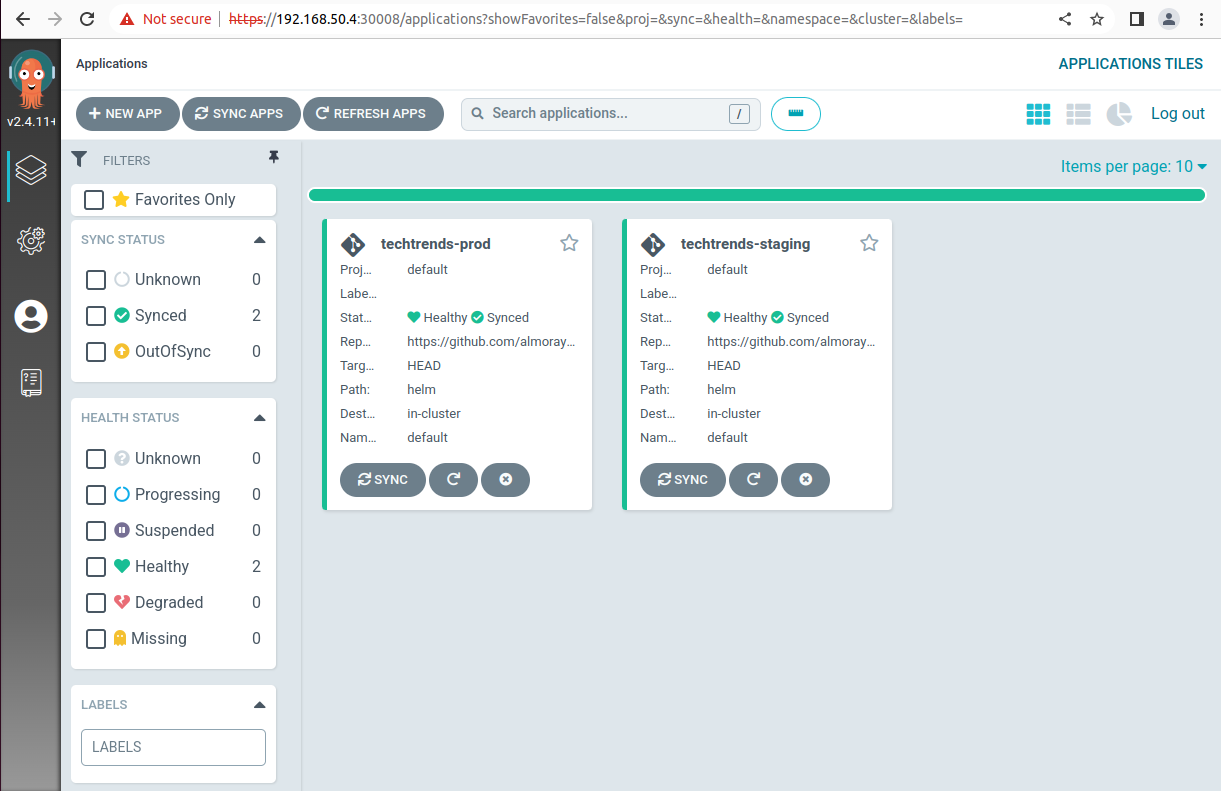 Not secure | https://192.168.50.4:30008/applications?showFavorites=false&proj=&sync=&health=&namespace=&cluster=&labels=
Applications
APPLICATIONS TILES
v2.4.11+
+ NEW APP
SYNC APPS
REFRESH APPS
Search applications...
/
Log out
FILTERS
Items per page: 10
Favorites Only
SYNC STATUS
Unknown 0
Synced 2
OutOfSync 0
HEALTH STATUS
Unknown 0
Progressing 0
Suspended 0
Healthy 2
Degraded 0
Missing 0
LABELS
LABELS
techtrends-prod
Proj... default
Labe...
Stat... Healthy Synced
Rep... https://github.com/almoray...
Targ... HEAD
Path: helm
Dest... in-cluster
Nam... default
SYNC
techtrends-staging
Proj... default
Labe...
Stat... Healthy Synced
Rep... https://github.com/almoray...
Targ... HEAD
Path: helm
Dest... in-cluster
Nam... default
SYNC